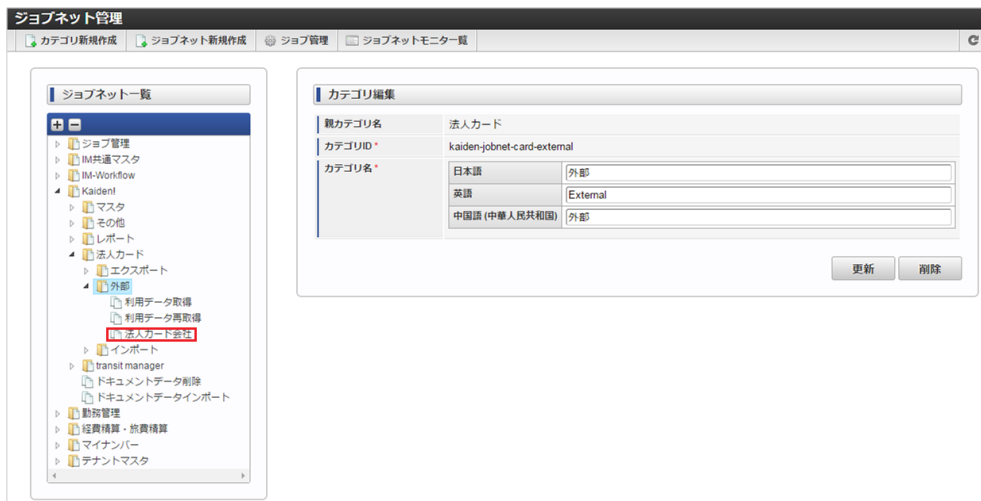 ジョブネット管理
カテゴリ新規作成 ジョブネット新規作成 ジョブ管理 ジョブネットモニター覧
ジョブネット一覧
ジョブ管理
IM共通マスタ
IM-Workflow
Kaiden!
マスタ
その他
レポート
法人カード
エクスポート
外部
利用データ取得
利用データ再取得
法人カード会社
インポート
transit manager
ドキュメントデータ削除
ドキュメントデータインポート
勤務管理
経費精算・旅費精算
マイナンバー
テナントマスタ
カテゴリ編集
親カテゴリ名 法人カード
カテゴリID * kaiden-jobnet-card-external
カテゴリ名 *
日本語 外部
英語 External
中国語 (中華人民共和国) 外部
更新 削除